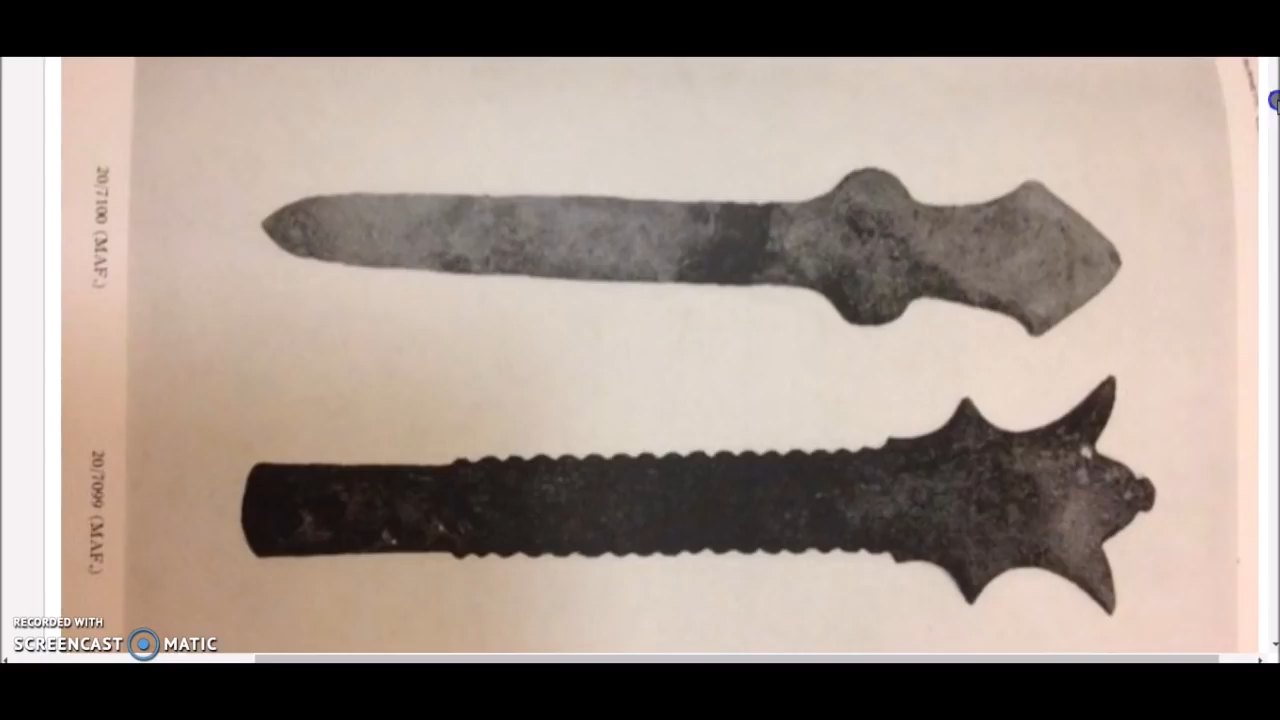 20/7100 (MAF.)
20/7099 (MAF.)
RECORDED WITH
SCREENCAST MATIC